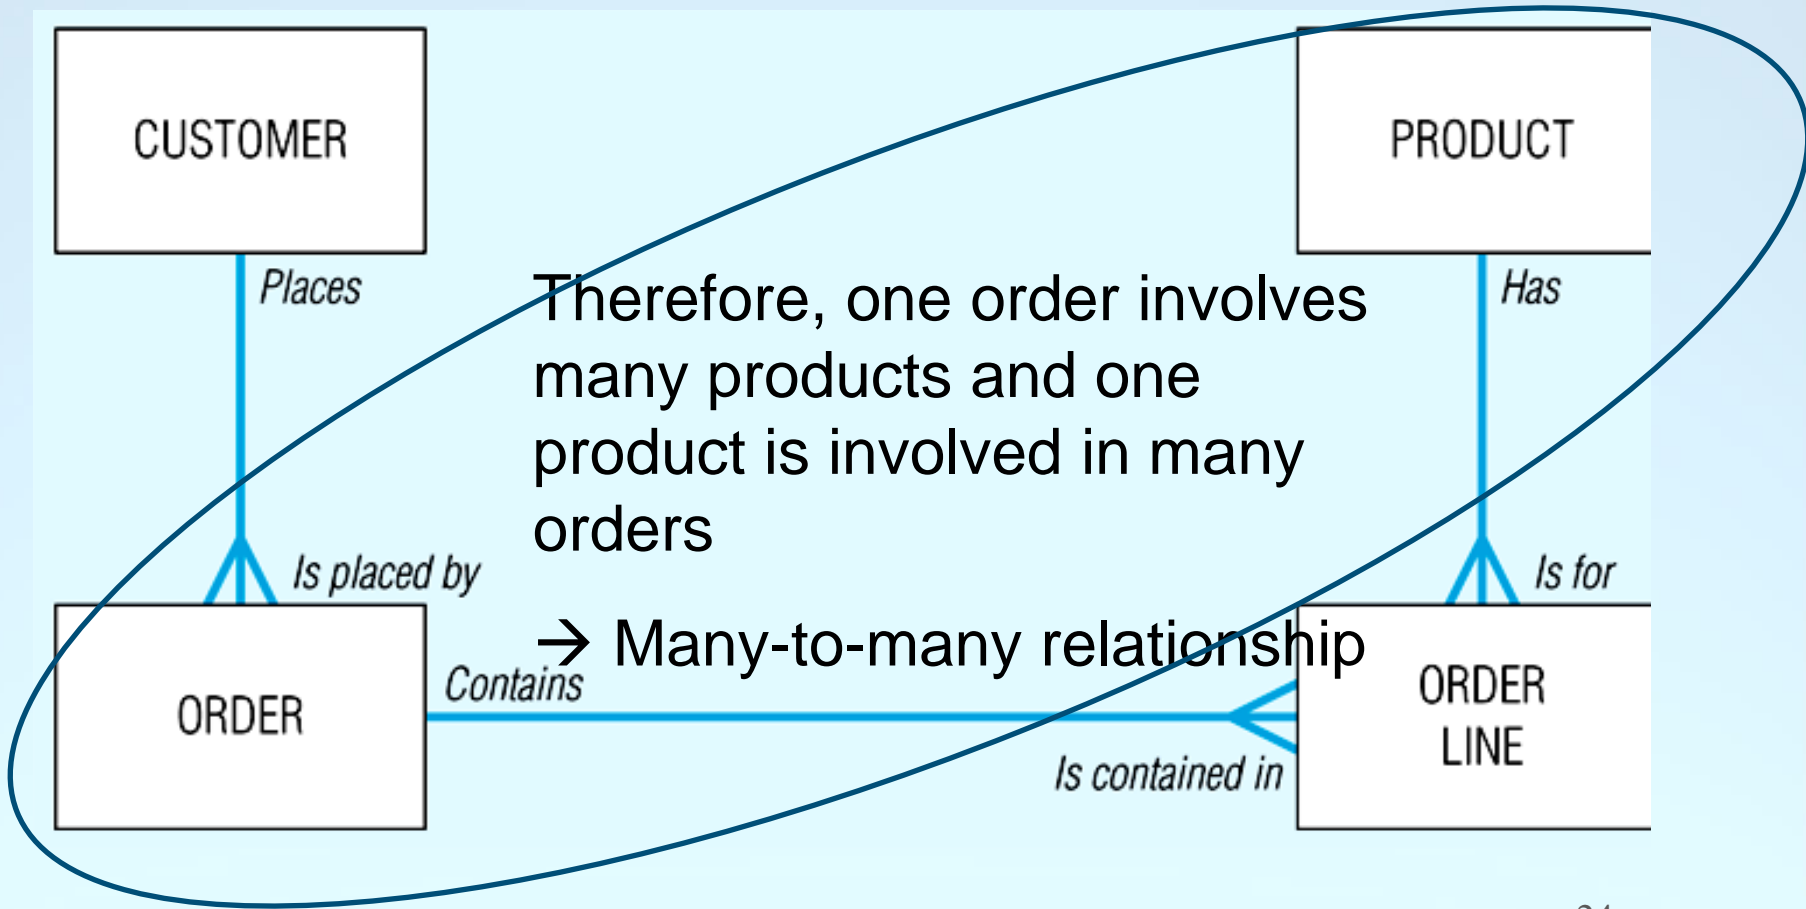 CUSTOMER
PRODUCT
Places
Has
Therefore, one order involves
many products and one
product is involved in many
orders
Is placed by
Is for
→ Many-to-many relationship
Contains
ORDER
ORDER
LINE
Is contained in